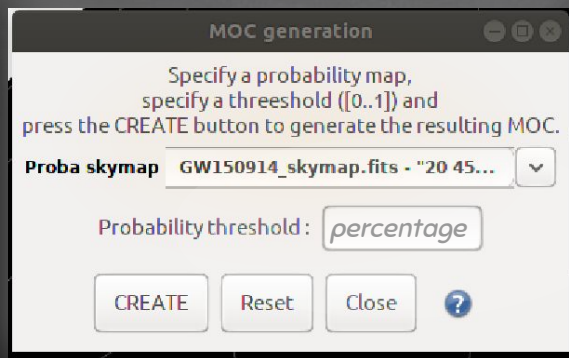 MOC generation
Specify a probability map,
specify a threeshold ([0..1]) and
press the CREATE button to generate the resulting MOC.
Proba skymap GW150914_skymap.fits - "20 45...
Probability threshold : percentage
CREATE Reset Close ?